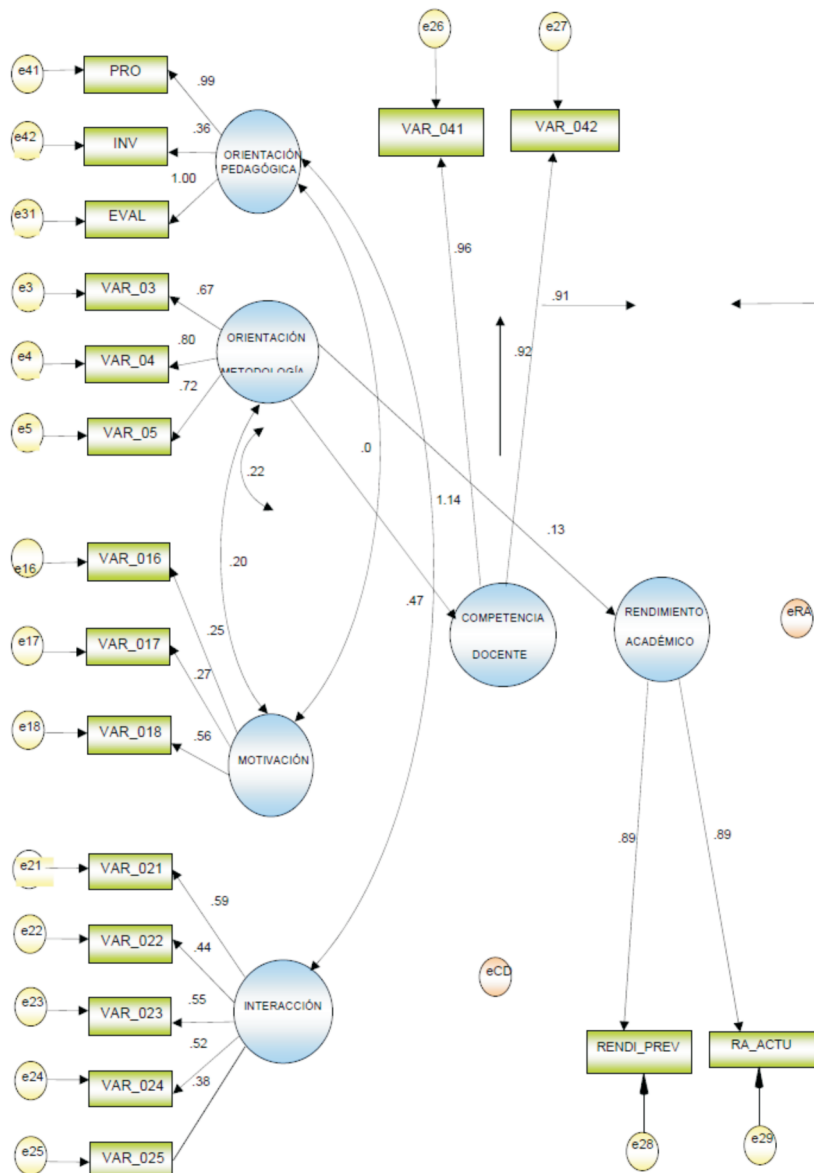 e26
e27
e41
PRO
.99
e42
INV
.36
ORIENTACIÓN
PEDAGÓGICA
1.00
e31
EVAL
VAR_041
VAR_042
.96
e3
VAR_03
.67
.91
e4
VAR_04
.80
ORIENTACIÓN
METODOLOGÍA
.92
.72
e5
VAR_05
.0
.22
1.14
.13
e16
VAR_016
.20
.47
.25
COMPETENCIA
DOCENTE
RENDIMIENTO
ACADÉMICO
eRA
e17
VAR_017
.27
e18
VAR_018
.56
MOTIVACIÓN
.89
.89
e21
VAR_021
.59
e22
VAR_022
.44
eCD
e23
VAR_023
.55
INTERACCIÓN
.52
e24
VAR_024
.38
RENDI_PREV
RA_ACTU
e25
VAR_025
e28
e29